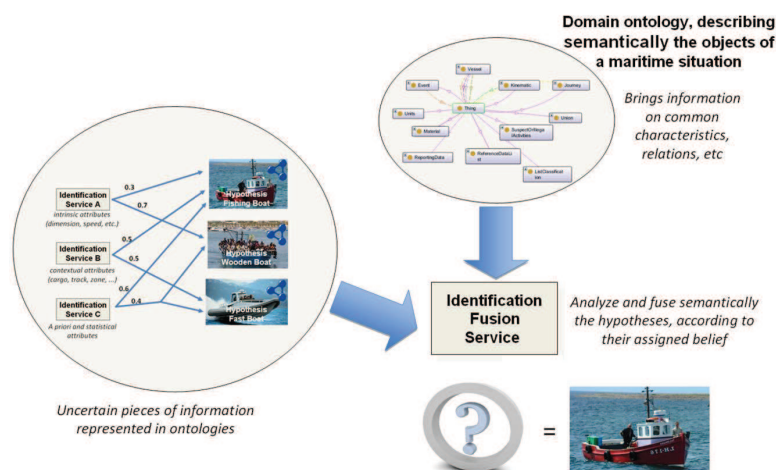 Domain ontology, describing
semantically the objects of
a maritime situation
Brings information
on common
characteristics,
relations, etc
Vessel
Event
Kinematic
Journey
Units
Thing
Union
Material
ReportingData
Identification
Service A
intrinsic attributes
(dimension, speed, etc.)
Identification
Service B
contextual attributes
(cargo, track, zone, ...)
Identification
Service C
A priori and statistical
attributes
0.3
0.7
0.5
0.5
0.6
0.4
Hypothesis
Fishing Boat
Hypothesis
Wooden Boat
Hypothesis
Fast Boat
Uncertain pieces of information
represented in ontologies
Identification
Fusion
Service
Analyze and fuse semantically
the hypotheses, according to
their assigned belief
?
=